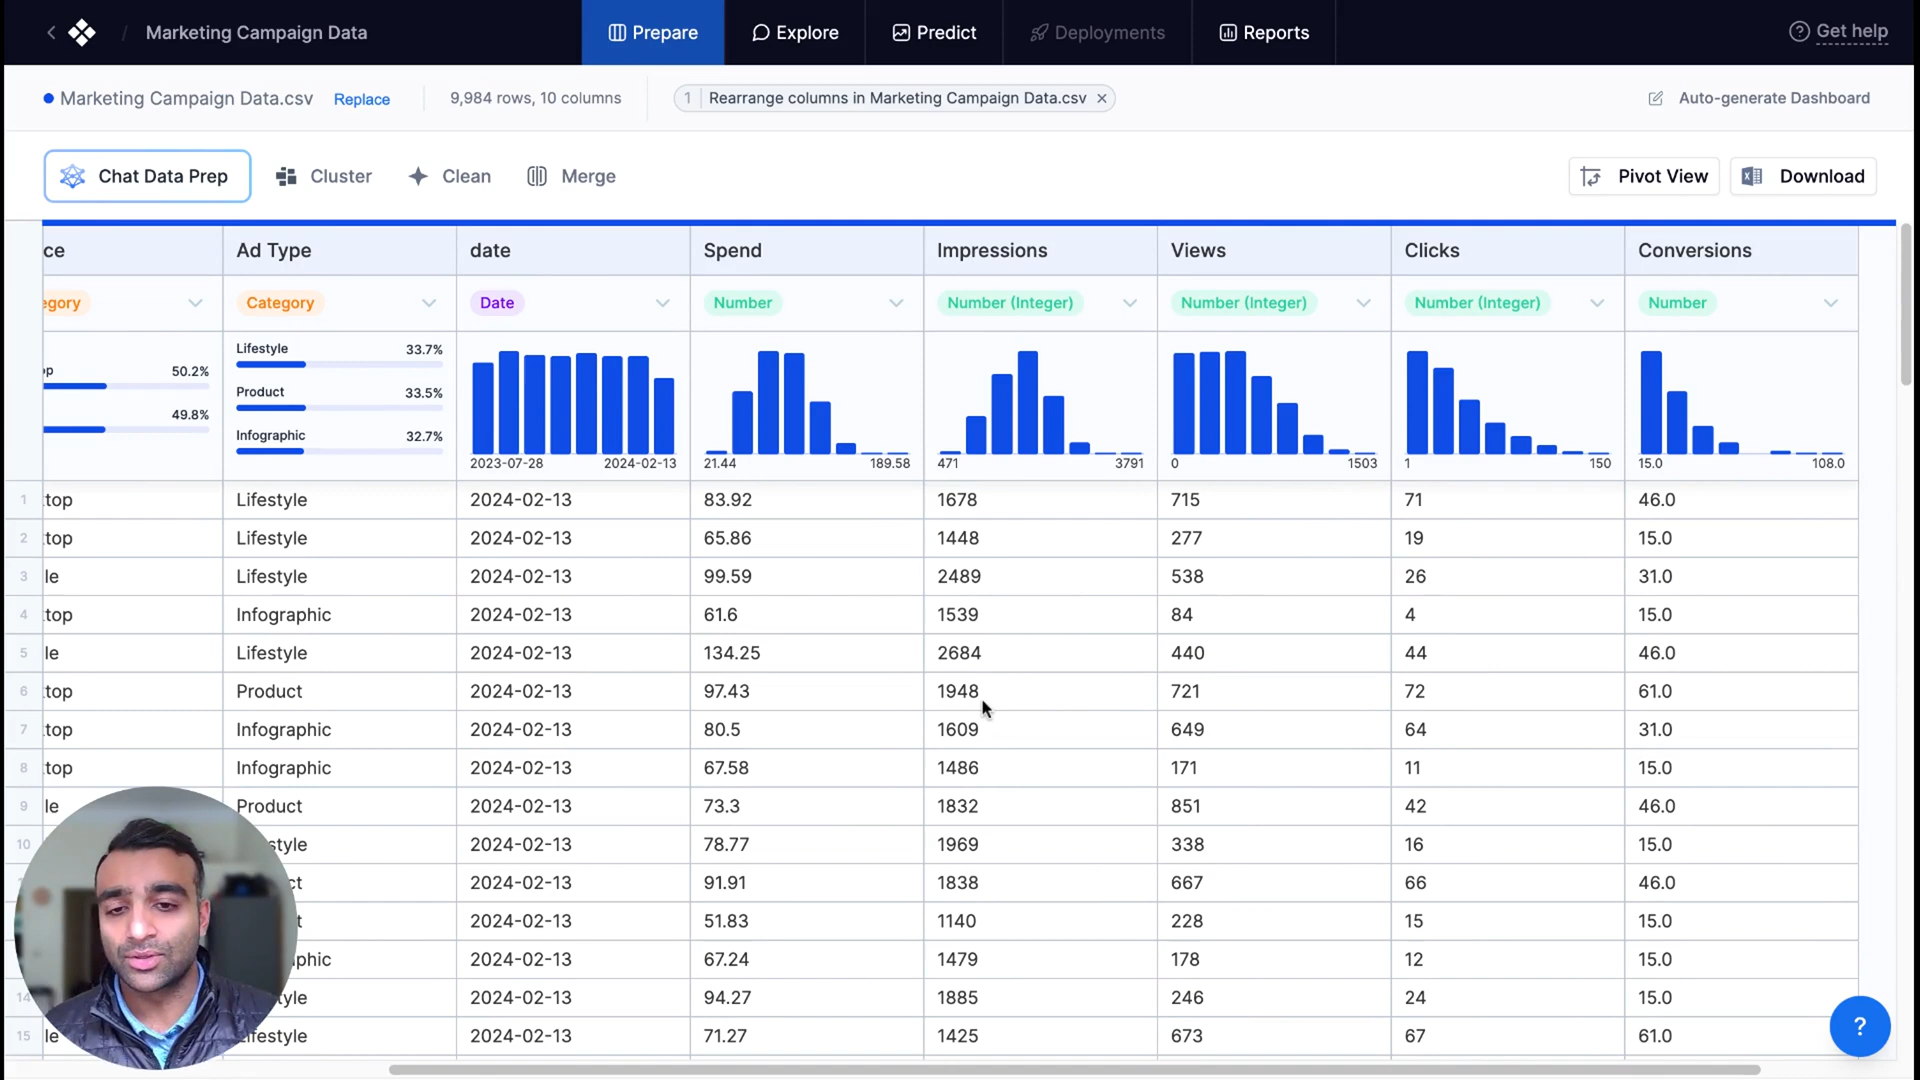 / Marketing Campaign Data
Prepare
Explore
Predict
Deployments
Reports
Get help
Marketing Campaign Data.csv Replace 9,984 rows, 10 columns
1 Rearrange columns in Marketing Campaign Data.csv
Auto-generate Dashboard
Chat Data Prep
Cluster
Clean
Merge
Pivot View
Download
ce Ad Type date Spend Impressions Views Clicks Conversions
egory Category Date Number Number (Integer) Number (Integer) Number (Integer) Number
op 50.2%
49.8%
Lifestyle 33.7%
Product 33.5%
Infographic 32.7%
2023-07-28 2024-02-13
21.44 189.58
471 3791
0 1503
1 150
15.0 108.0
1 top Lifestyle 2024-02-13 83.92 1678 715 71 46.0
2 top Lifestyle 2024-02-13 65.86 1448 277 19 15.0
3 le Lifestyle 2024-02-13 99.59 2489 538 26 31.0
4 top Infographic 2024-02-13 61.6 1539 84 4 15.0
5 le Lifestyle 2024-02-13 134.25 2684 440 44 46.0
6 top Product 2024-02-13 97.43 1948 721 72 61.0
7 top Infographic 2024-02-13 80.5 1609 649 64 31.0
8 top Infographic 2024-02-13 67.58 1486 171 11 15.0
9 le Product 2024-02-13 73.3 1832 851 42 46.0
10 style 2024-02-13 78.77 1969 338 16 15.0
ct 2024-02-13 91.91 1838 667 66 46.0
t 2024-02-13 51.83 1140 228 15 15.0
phic 2024-02-13 67.24 1479 178 12 15.0
14 tyle 2024-02-13 94.27 1885 246 24 15.0
15 le ifestyle 2024-02-13 71.27 1425 673 67 61.0
?